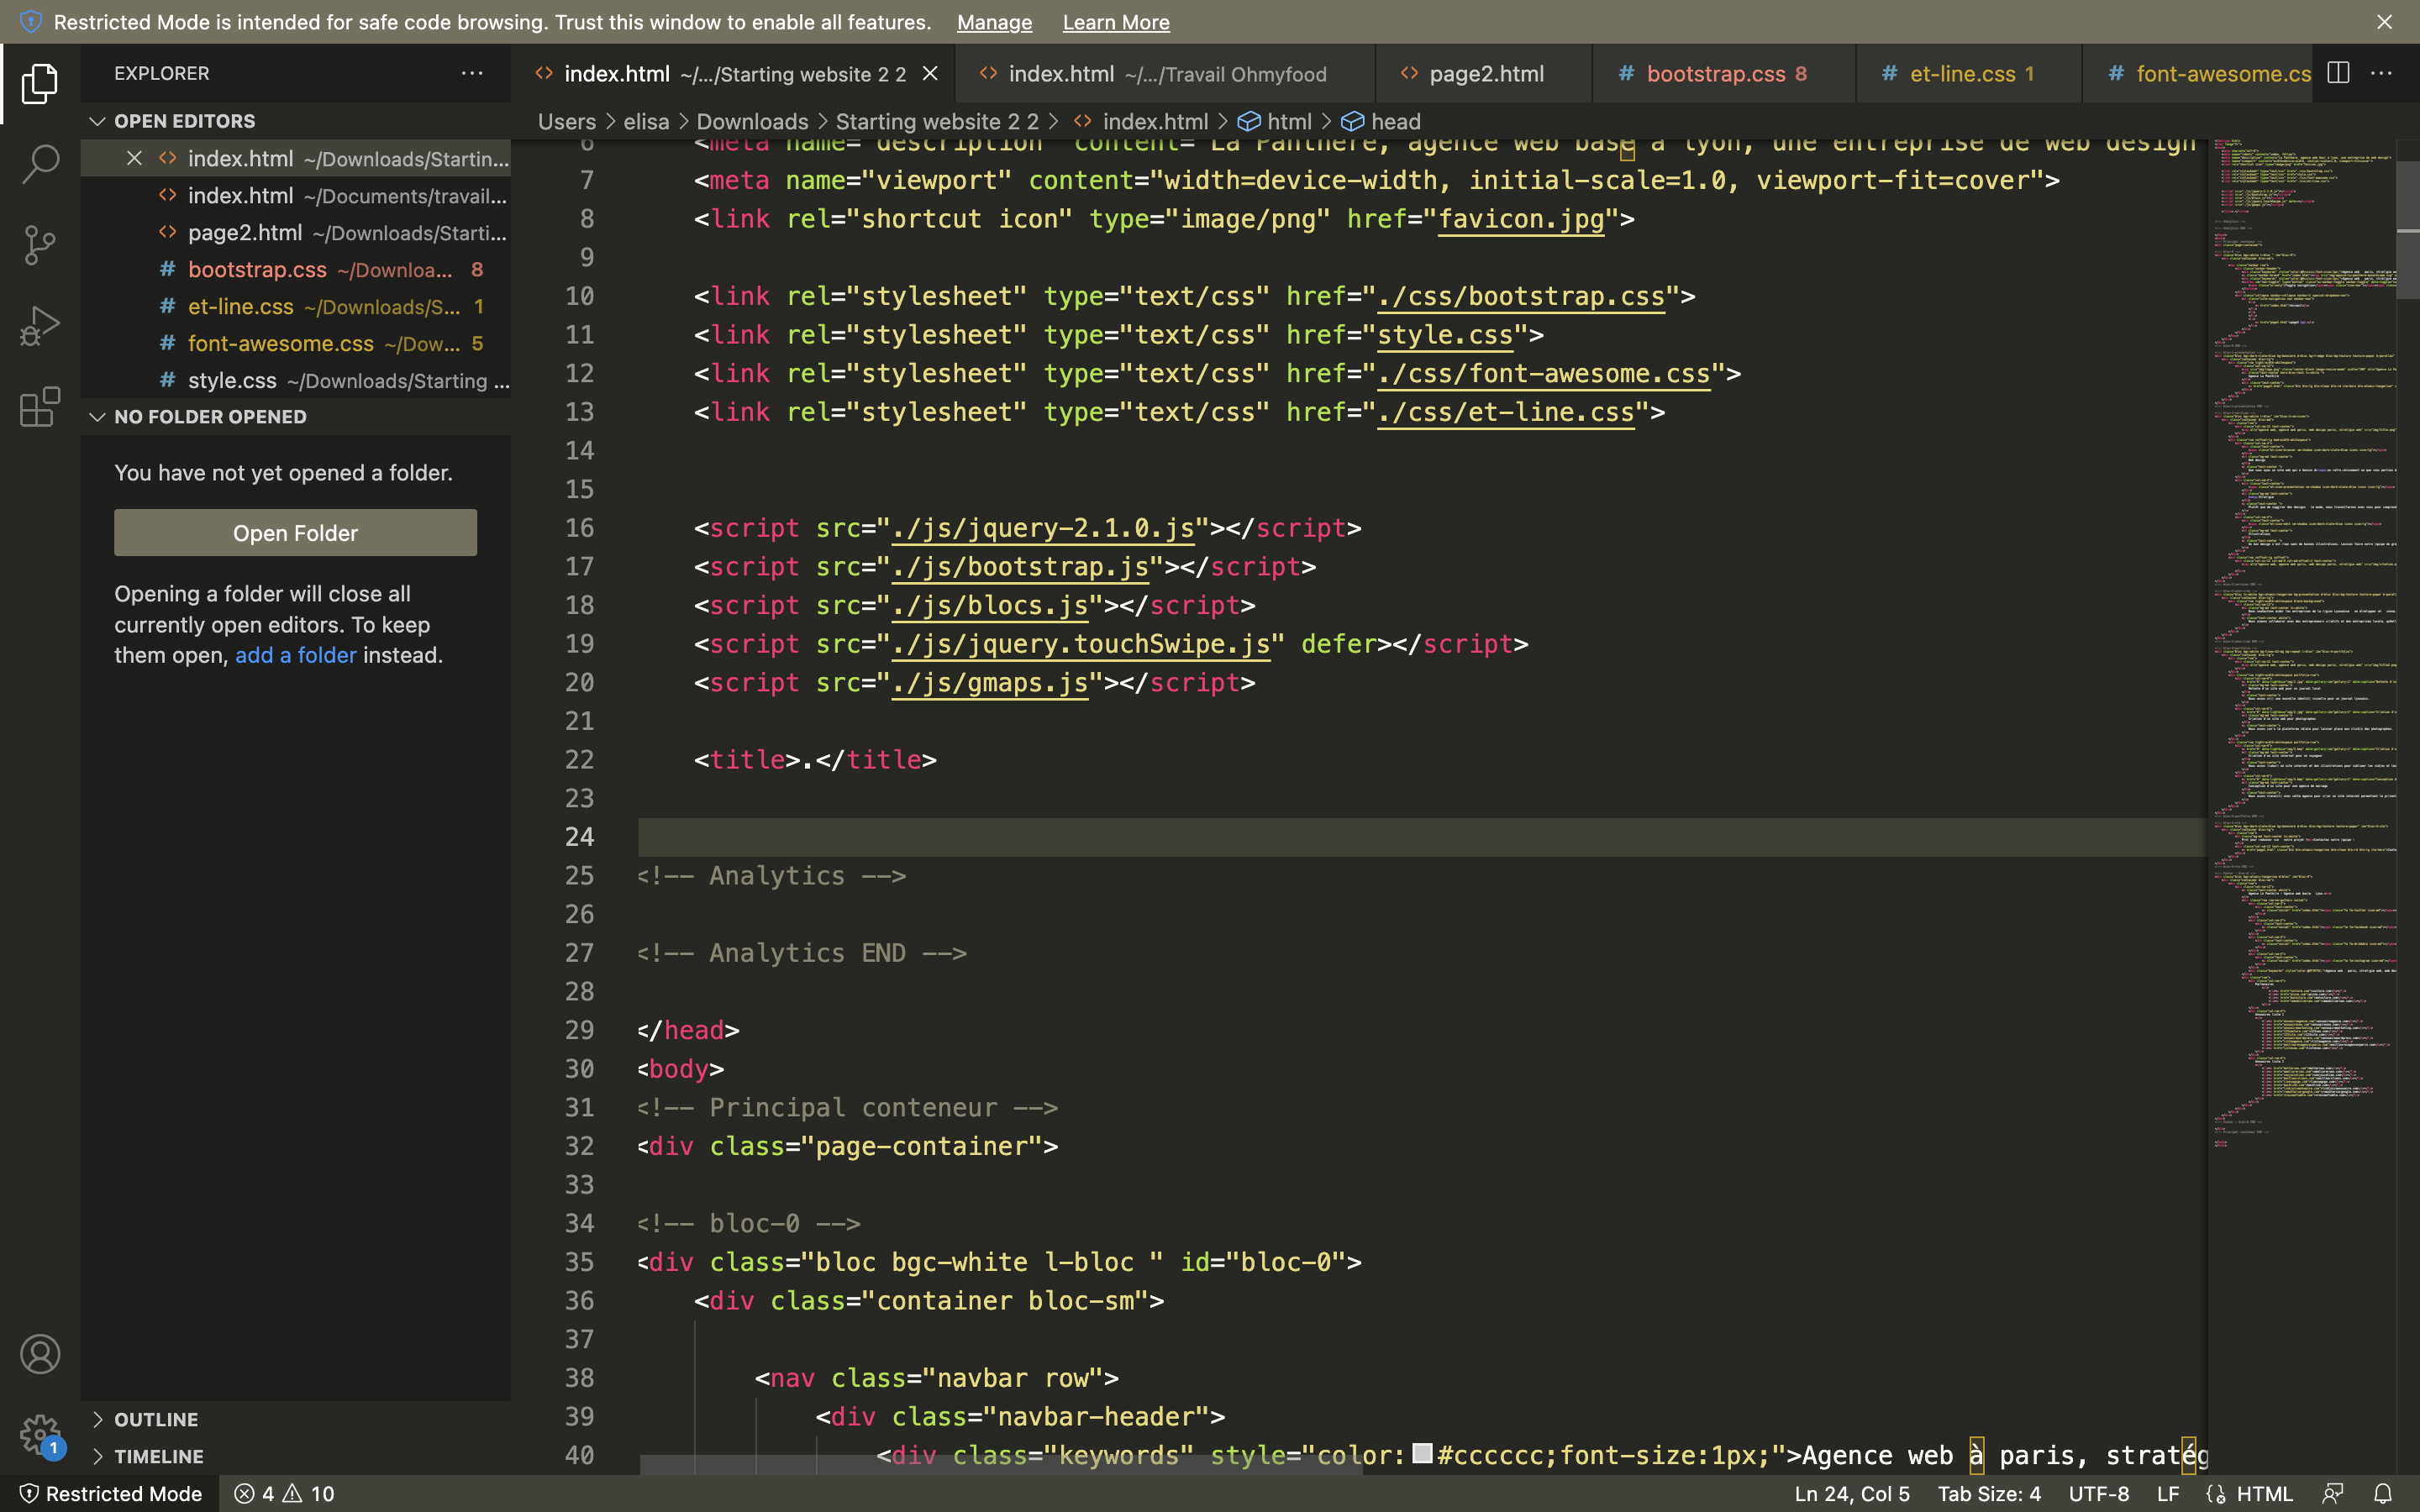 Restricted Mode is intended for safe code browsing. Trust this window to enable all features. Manage Learn More
EXPLORER
OPEN EDITORS
index.html ~/Downloads/Startin...
index.html ~/Documents/travail...
page2.html ~/Downloads/Starti...
bootstrap.css ~/Downloa... 8
et-line.css ~/Downloads/S... 1
font-awesome.css ~/Dow... 5
style.css ~/Downloads/Starting ...
NO FOLDER OPENED
You have not yet opened a folder.
Open Folder
Opening a folder will close all
currently open editors. To keep
them open, add a folder instead.
OUTLINE
TIMELINE
1
index.html ~/.../Starting website 2 2
index.html ~/.../Travail Ohmyfood
page2.html
bootstrap.css 8
et-line.css 1
font-awesome.cs
Users > elisa > Downloads > Starting website 2 2 > index.html > html > head
6 <meta name="description" content="La Panthère, agence web basé à lyon, une entreprise de web design
7 <meta name="viewport" content="width=device-width, initial-scale=1.0, viewport-fit=cover">
8 <link rel="shortcut icon" type="image/png" href="favicon.jpg">
9
10 <link rel="stylesheet" type="text/css" href="./css/bootstrap.css">
11 <link rel="stylesheet" type="text/css" href="style.css">
12 <link rel="stylesheet" type="text/css" href="./css/font-awesome.css">
13 <link rel="stylesheet" type="text/css" href="./css/et-line.css">
14
15
16 <script src="./js/jquery-2.1.0.js"></script>
17 <script src="./js/bootstrap.js"></script>
18 <script src="./js/blocs.js"></script>
19 <script src="./js/jquery.touchSwipe.js" defer></script>
20 <script src="./js/gmaps.js"></script>
21
22 <title>.</title>
23
24
25 <!-- Analytics -->
26
27 <!-- Analytics END -->
28
29 </head>
30 <body>
31 <!-- Principal conteneur -->
32 <div class="page-container">
33
34 <!-- bloc-0 -->
35 <div class="bloc bgc-white l-bloc " id="bloc-0">
36 <div class="container bloc-sm">
37
38 <nav class="navbar row">
39 <div class="navbar-header">
40 <div class="keywords" style="color:#cccccc;font-size:1px;">Agence web à paris, stratég
Restricted Mode 4 10
Ln 24, Col 5 Tab Size: 4 UTF-8 LF HTML